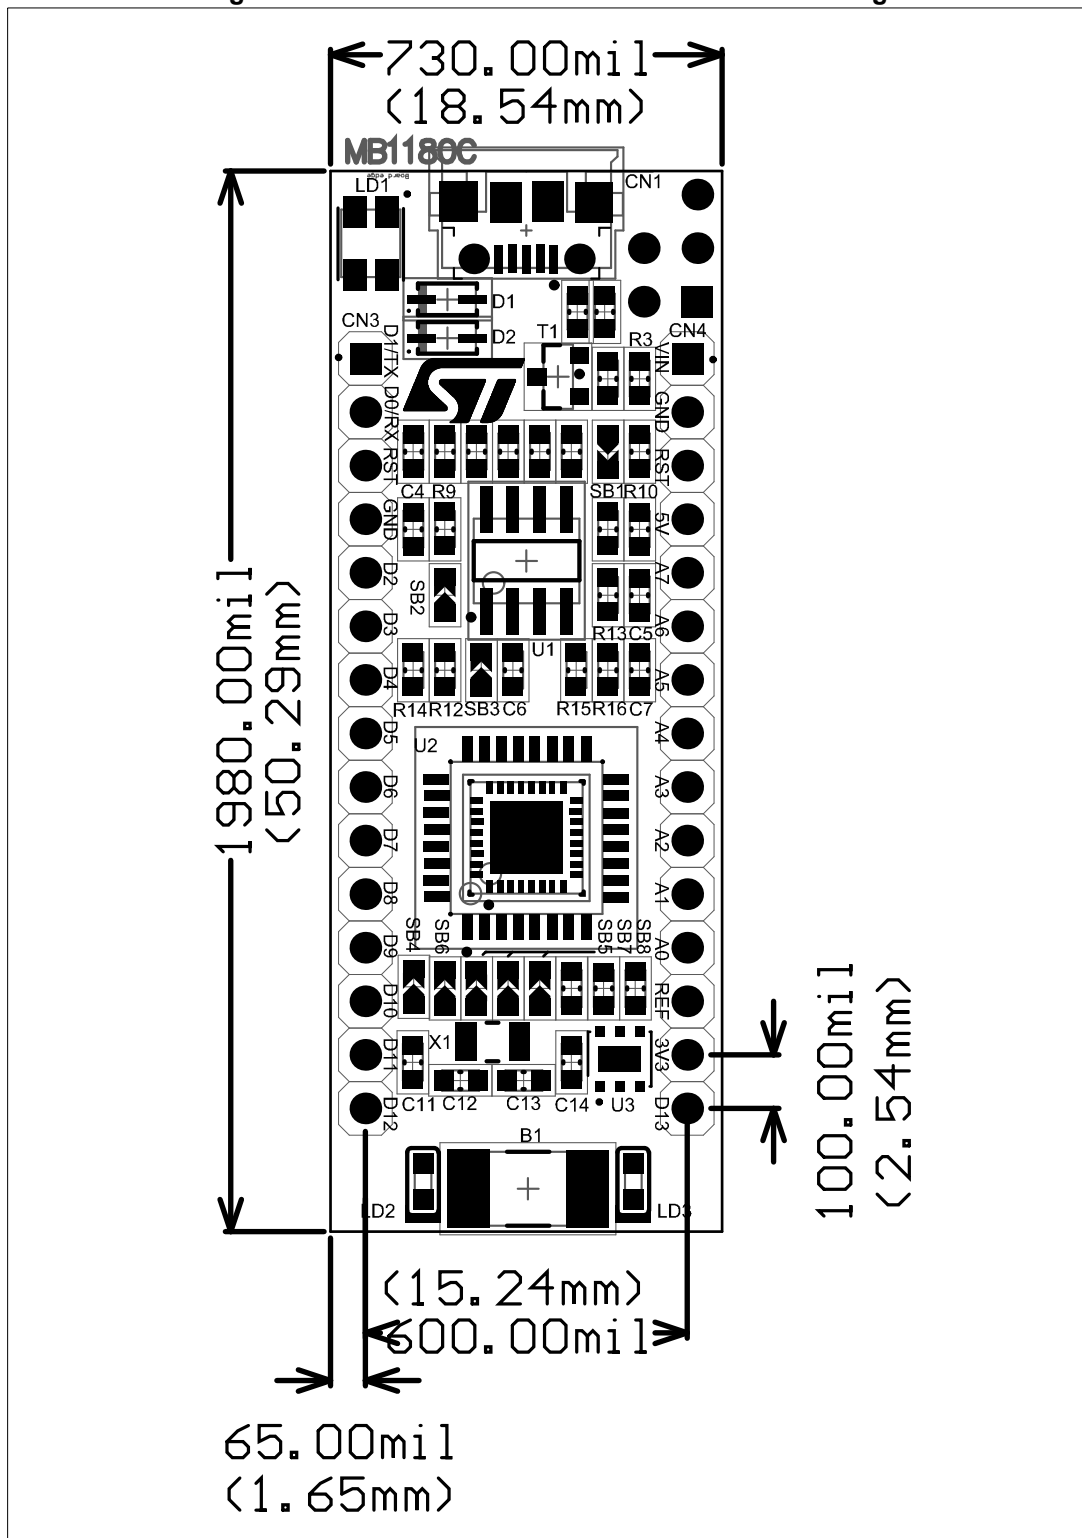 730.00mil
(18.54mm)
MB1180C
Board edge
LD1
CN1
D1
D2
CN3
T1
R3
CN4
D1/TX
D0/RX
RST
GND
D2
D3
D4
D5
D6
D7
D8
D9
D10
D11
D12
VIN
GND
RST
5V
A7
A6
A5
A4
A3
A2
A1
A0
REF
3V3
D13
ST
C4 R9
SB1 R10
SB2
R13 C5
U1
R14 R12 SB3 C6
R15 R16 C7
U2
SB4
SB6
SB5
SB7
SB8
X1
C11 C12 C13 C14 U3
B1
LD2
LD3
1980.00mil
(50.29mm)
100.00mil
(2.54mm)
(15.24mm)
600.00mil
65.00mil
(1.65mm)